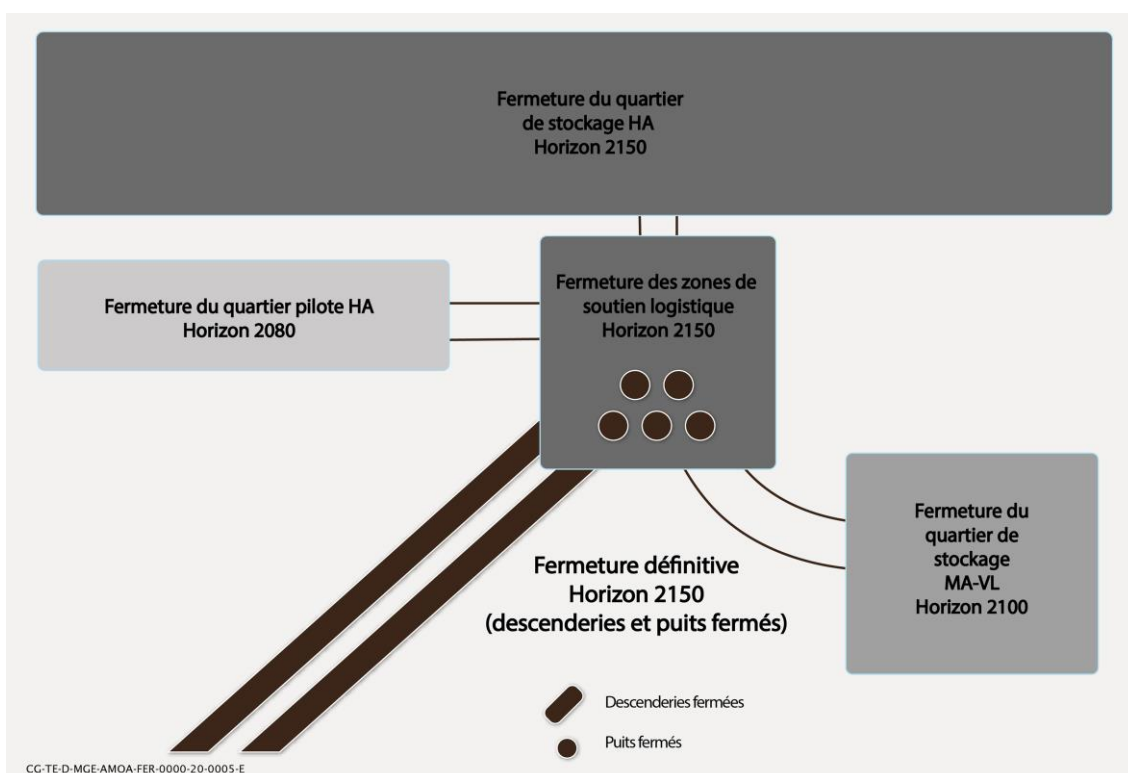 Fermeture du quartier
de stockage HA
Horizon 2150
Fermeture du quartier pilote HA
Horizon 2080
Fermeture des zones de
soutien logistique
Horizon 2150
Fermeture du
quartier de
stockage
MA-VL
Horizon 2100
Fermeture définitive
Horizon 2150
(descenderies et puits fermés)
Descenderies fermées
Puits fermés
CG-TE-D-MGE-AMOA-FER-0000-20-0005-E